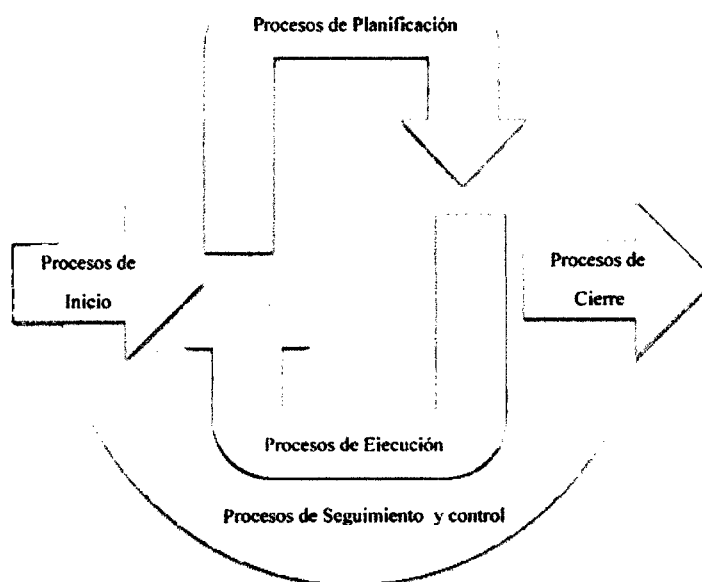 Procesos de Planificación
Procesos de
Inicio
Procesos de
Cierre
Procesos de Ejecución
Procesos de Seguimiento y control